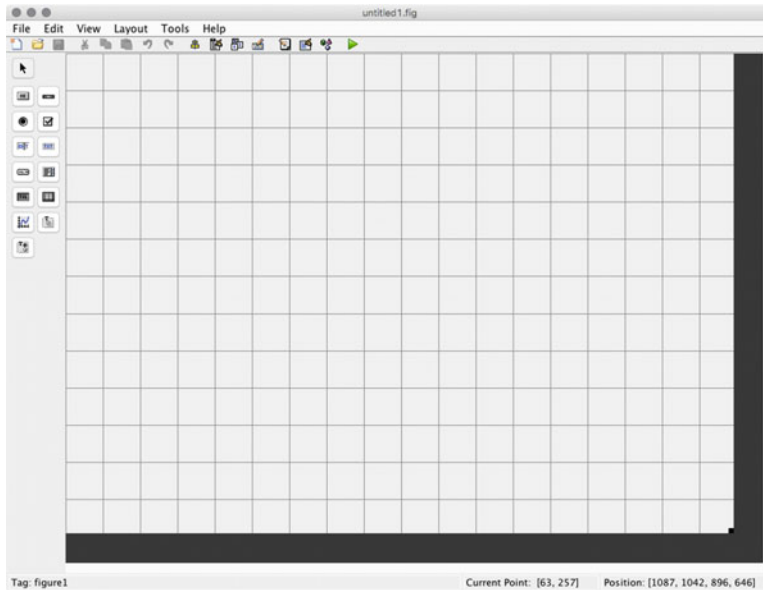 untitled1.fig
File Edit View Layout Tools Help
Tag: figure1 Current Point: [63, 257] Position: [1087, 1042, 896, 646]